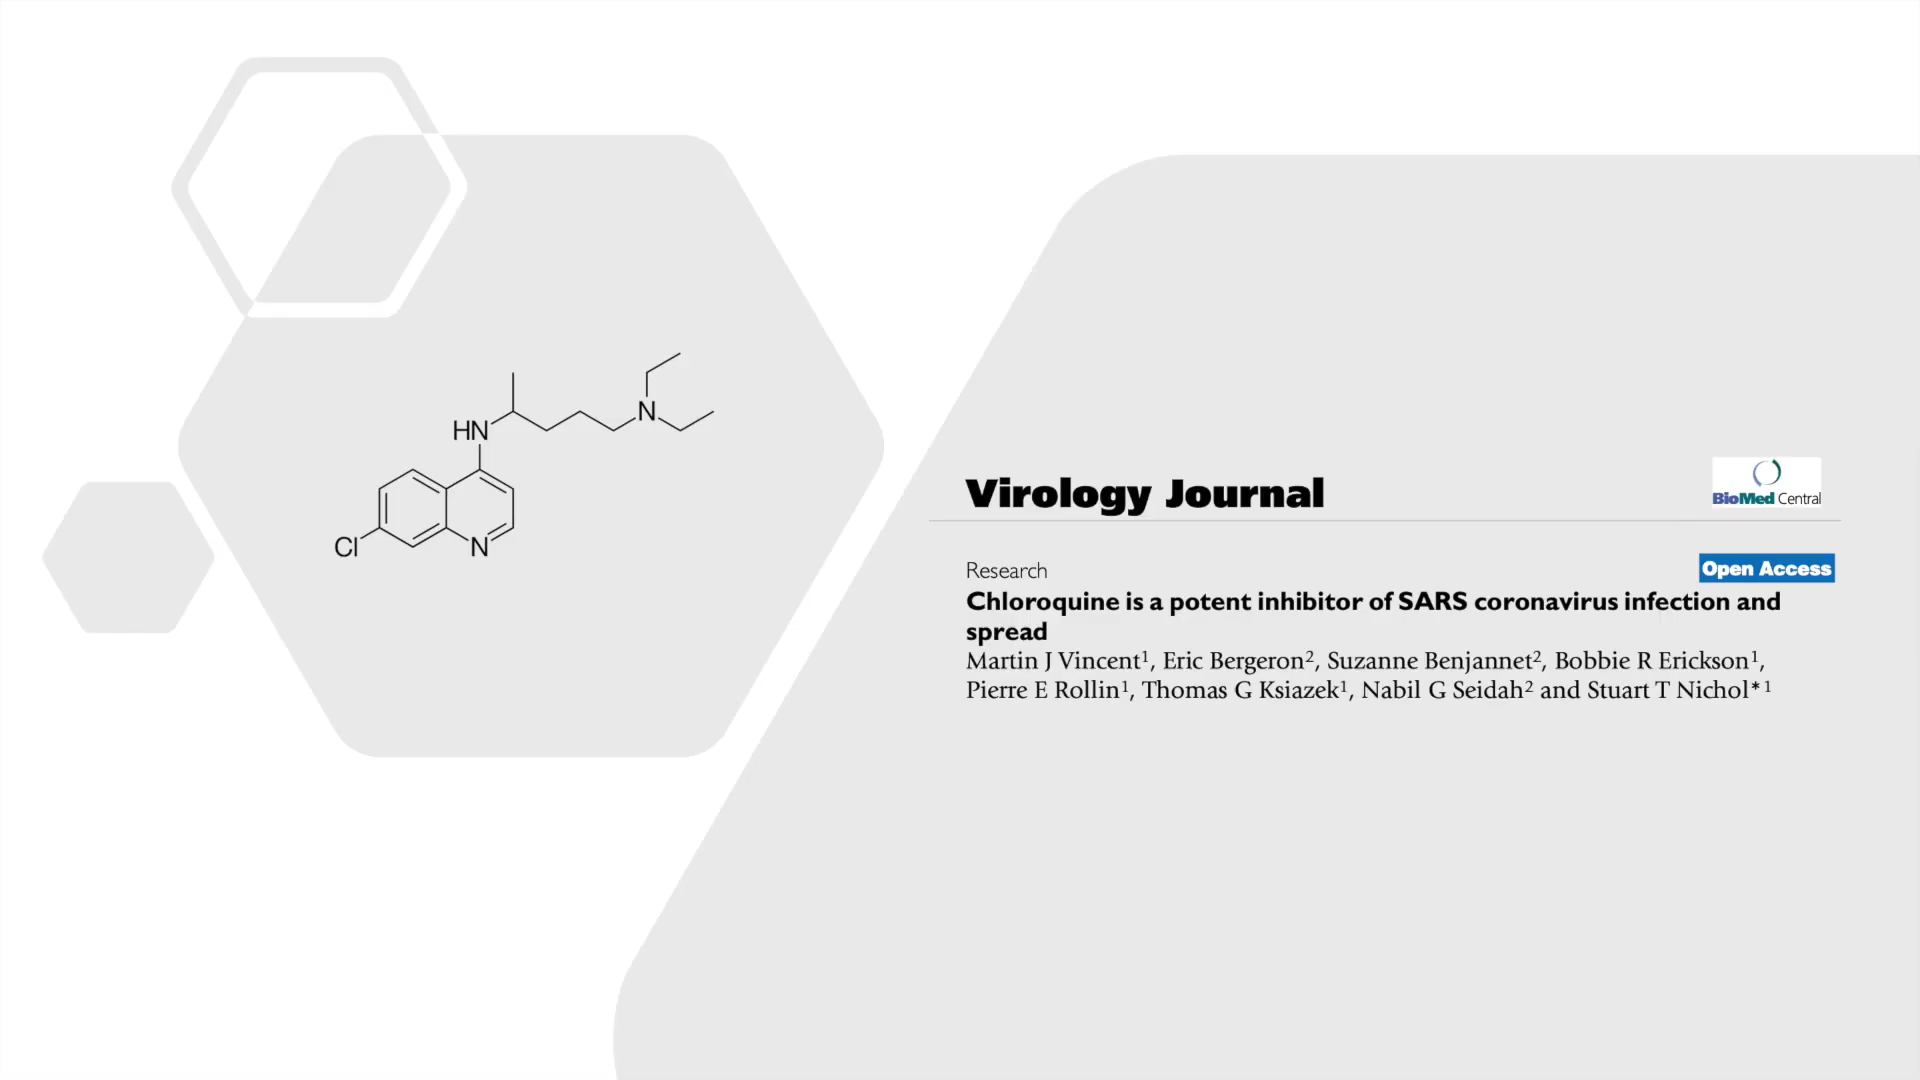 HN
N
Cl
N
Virology Journal
BioMed Central
Research
Open Access
Chloroquine is a potent inhibitor of SARS coronavirus infection and
spread
Martin J Vincent¹, Eric Bergeron², Suzanne Benjannet², Bobbie R Erickson¹,
Pierre E Rollin¹, Thomas G Ksiazek¹, Nabil G Seidah² and Stuart T Nichol*¹